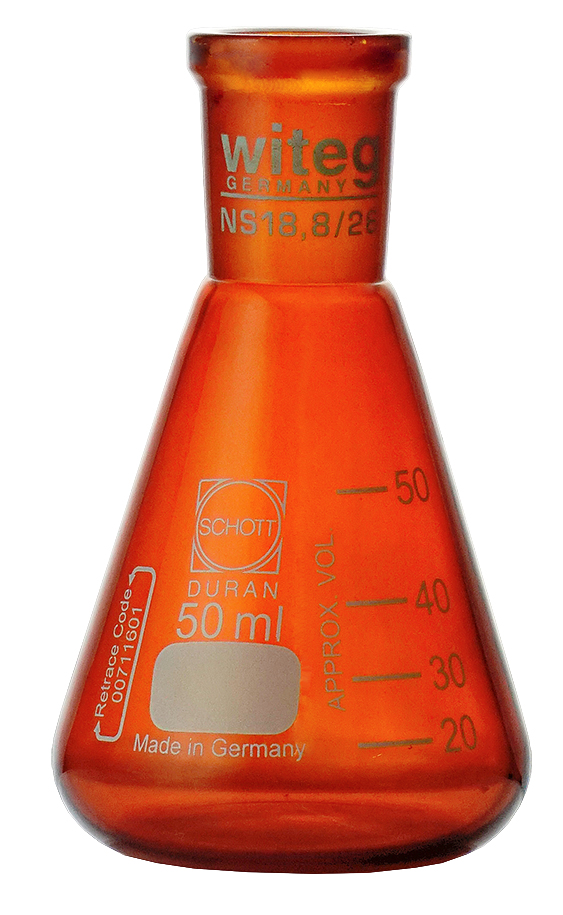 witeg
GERMANY
NS18,8/26
SCHOTT
DURAN
50 ml
Made in Germany
Retrace Code
00711601
APPROX. VOL.
50
40
30
20